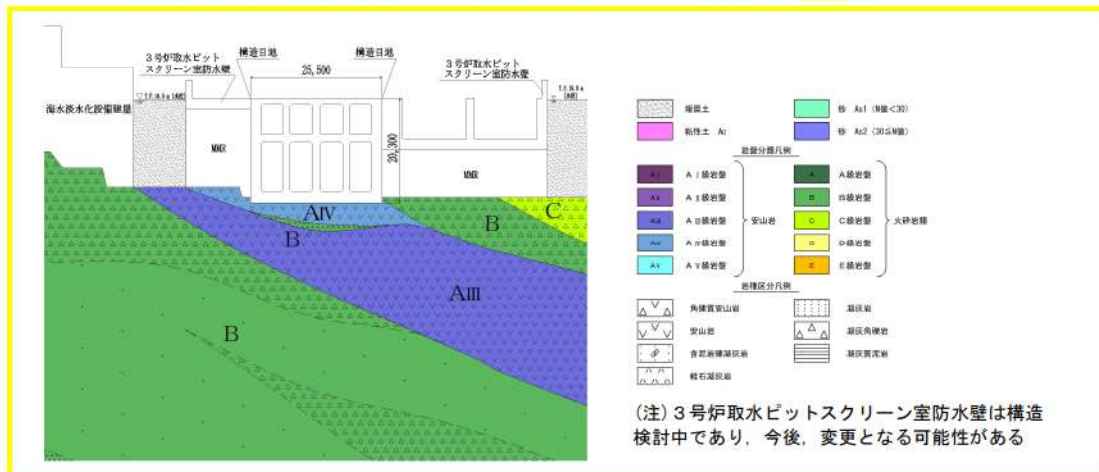 構造目地
構造目地
3号炉取水ピット
スクリーン室防水壁
25,500
3号炉取水ピット
スクリーン室防水壁
海水淡水化設備建屋
20,300
MMR
MMR
AIV
B
B
C
AIII
B
埋戻土
砂 As1 (N値<30)
粘性土 Ac
砂 As2 (30≦N値)
岩盤分類凡例
AI AⅠ級岩盤
A A級岩盤
AII AⅡ級岩盤
B B級岩盤
AIII AⅢ級岩盤
安山岩
C C級岩盤
火砕岩類
AIV AⅣ級岩盤
D D級岩盤
AV AⅤ級岩盤
E E級岩盤
岩種区分凡例
角礫質安山岩
凝灰岩
安山岩
凝灰角礫岩
含泥岩礫凝灰岩
凝灰質泥岩
軽石凝灰岩
(注)3号炉取水ピットスクリーン室防水壁は構造
検討中であり,今後,変更となる可能性がある